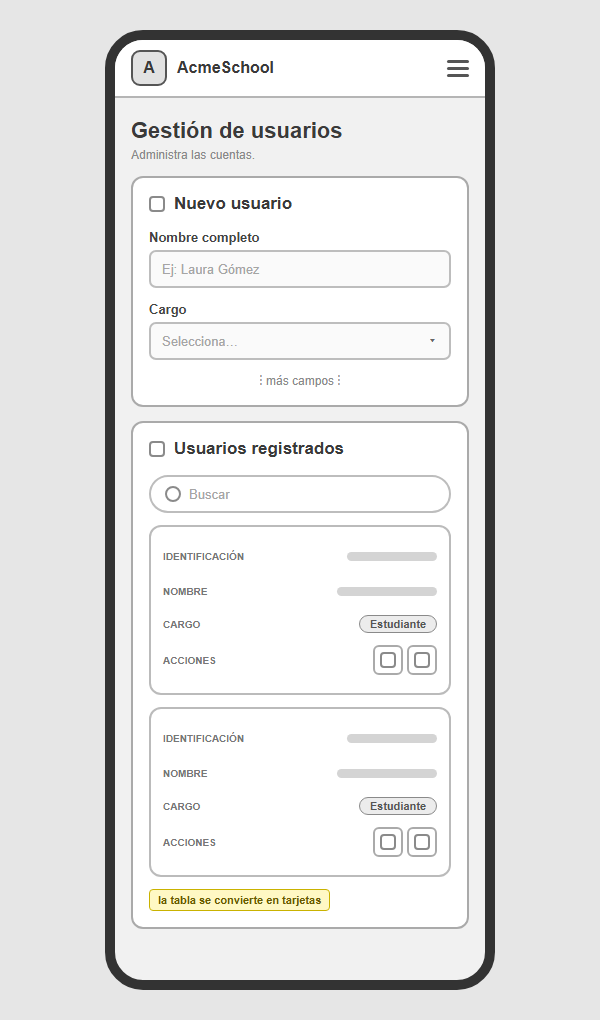 A AcmeSchool
Gestión de usuarios
Administra las cuentas.
Nuevo usuario
Nombre completo
Ej: Laura Gómez
Cargo
Selecciona...
⋮ más campos ⋮
Usuarios registrados
Buscar
IDENTIFICACIÓN
NOMBRE
CARGO Estudiante
ACCIONES
IDENTIFICACIÓN
NOMBRE
CARGO Estudiante
ACCIONES
la tabla se convierte en tarjetas